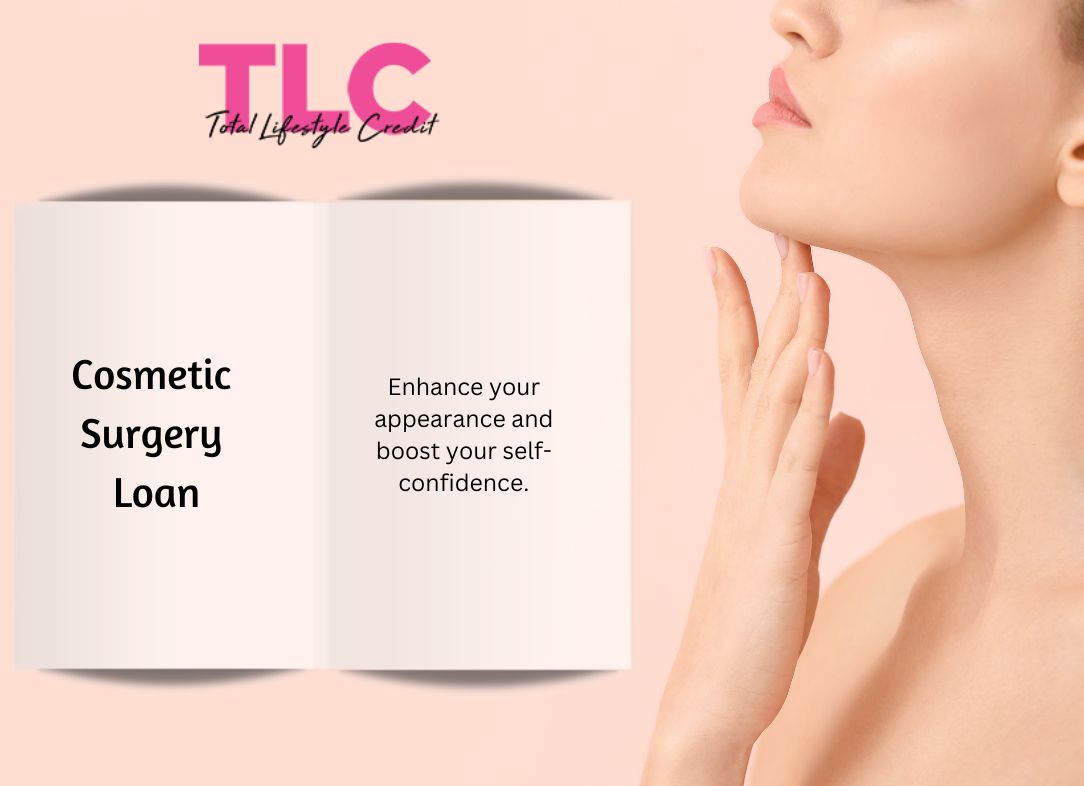 TLC
Total Lifestyle Credit
Cosmetic
Surgery
Loan
Enhance your
appearance and
boost your self-
confidence.